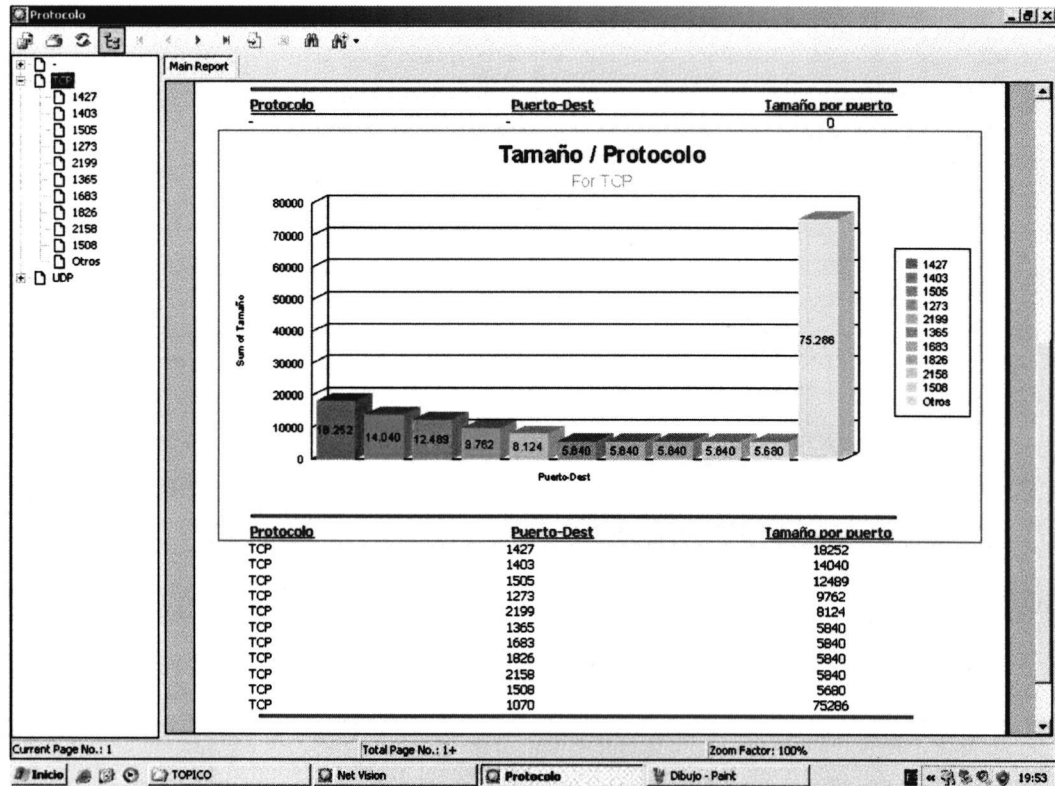 Protocolo
Main Report
-
TCP
1427
1403
1505
1273
2199
1365
1683
1826
2158
1508
Otros
UDP
Protocolo Puerto-Dest Tamaño por puerto
- - 0
Tamaño / Protocolo
For TCP
80000
70000
60000
50000
40000
30000
20000
10000
0
Sum of Tamaño
18.252 14.040 12.489 9.762 8.124 5.840 5.840 5.840 5.840 5.680 75.286
Puerto-Dest
1427
1403
1505
1273
2199
1365
1683
1826
2158
1508
Otros
Protocolo Puerto-Dest Tamaño por puerto
TCP 1427 18252
TCP 1403 14040
TCP 1505 12489
TCP 1273 9762
TCP 2199 8124
TCP 1365 5840
TCP 1683 5840
TCP 1826 5840
TCP 2158 5840
TCP 1508 5680
TCP 1070 75286
Current Page No.: 1 Total Page No.: 1+ Zoom Factor: 100%
Inicio TOPICO Net Vision Protocolo Dibujo - Paint « 19:53